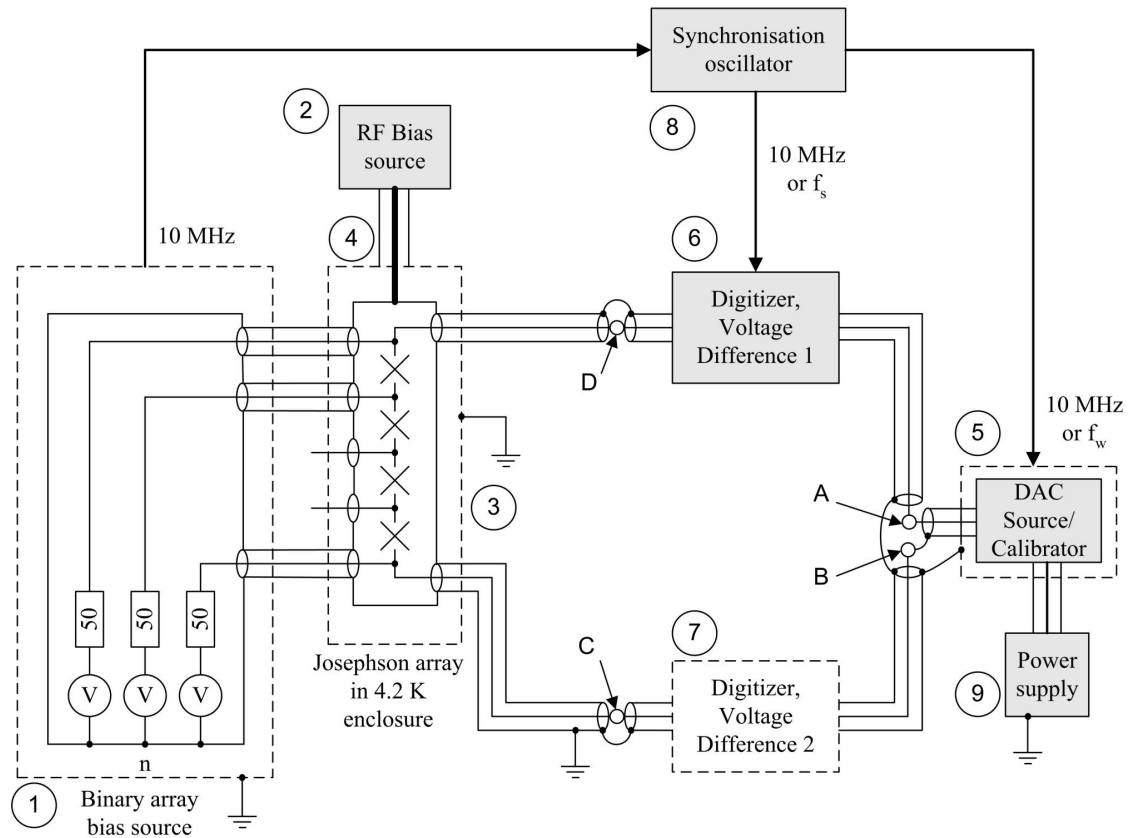 Synchronisation
oscillator
8
2
RF Bias
source
10 MHz
or fₛ
4
10 MHz
6
Digitizer,
Voltage
Difference 1
D
10 MHz
or f_w
5
3
A
DAC
Source/
Calibrator
B
50
50
50
C
7
Josephson array
in 4.2 K
enclosure
Digitizer,
Voltage
Difference 2
9
Power
supply
V
V
V
n
1
Binary array
bias source